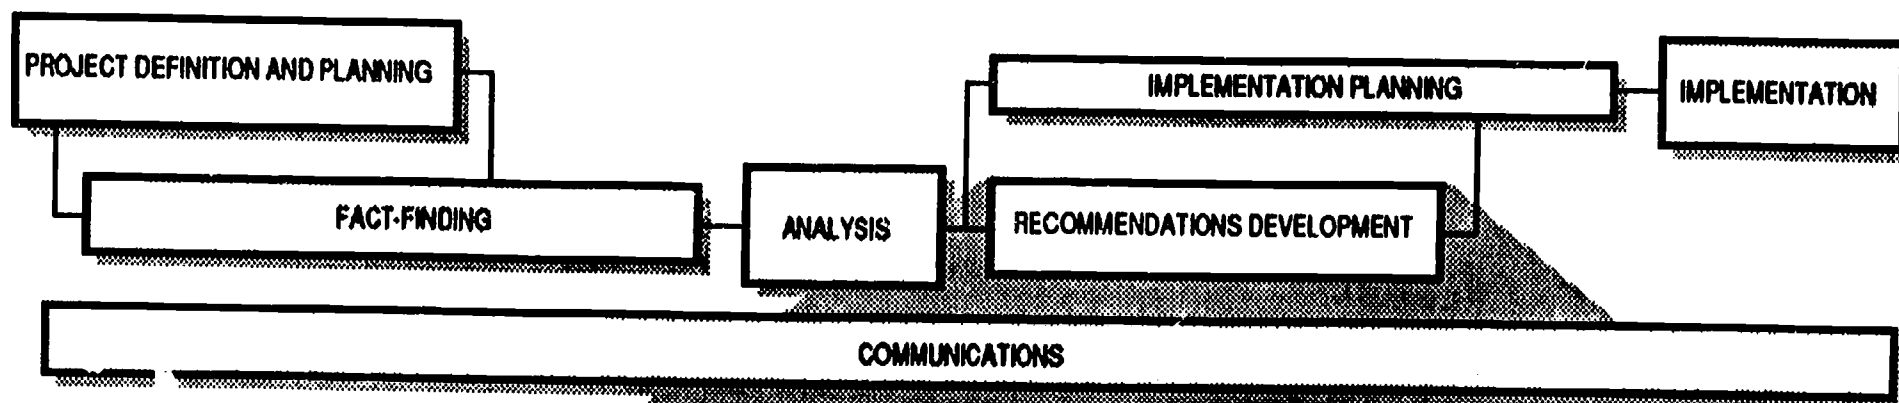 PROJECT DEFINITION AND PLANNING
IMPLEMENTATION PLANNING
IMPLEMENTATION
FACT-FINDING
ANALYSIS
RECOMMENDATIONS DEVELOPMENT
COMMUNICATIONS